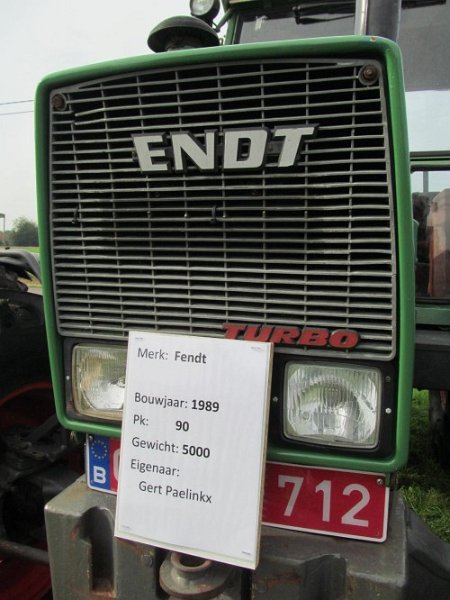 ENDT
TURBO
Merk: Fendt
Bouwjaar: 1989
Pk: 90
Gewicht: 5000
Eigenaar:
Gert Paelinkx
B 712